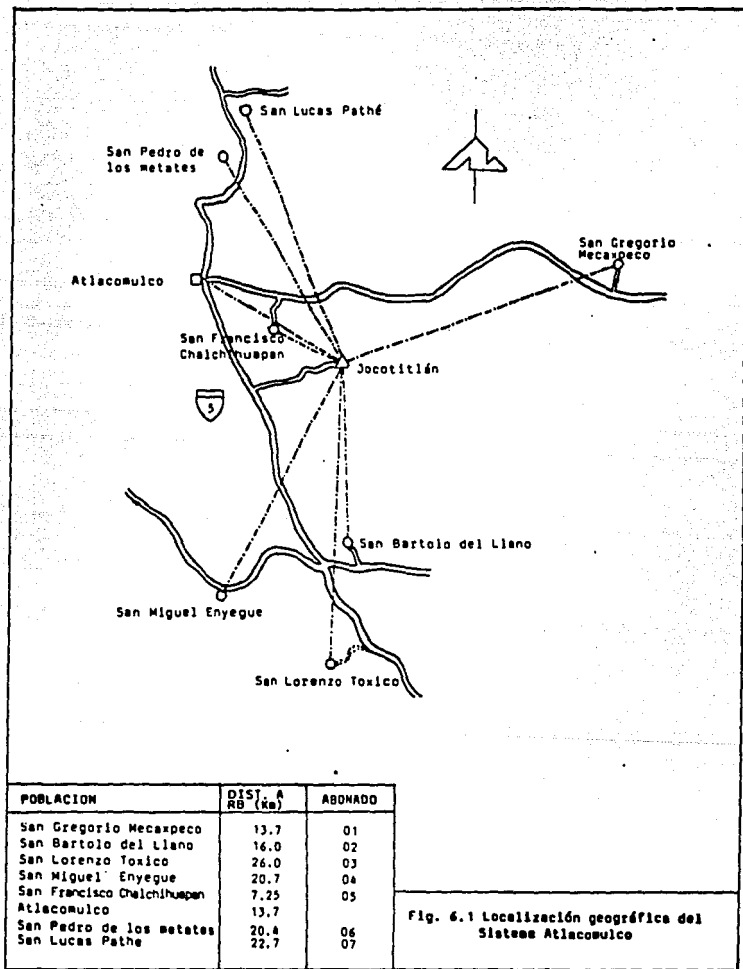 San Lucas Pathé
San Pedro de
los metates
San Gregorio
Mecaxpeco
Atlacomulco
San Francisco
Chalchihuapan
Jocotitlán
5
San Bartolo del Llano
San Miguel Enyegue
San Lorenzo Toxico
POBLACION DIST. A RB (Km) ABONADO
San Gregorio Mecaxpeco 13.7 01
San Bartolo del Llano 16.0 02
San Lorenzo Toxico 26.0 03
San Miguel Enyegue 20.7 04
San Francisco Chalchihuapan 7.25 05
Atlacomulco 13.7
San Pedro de los metates 20.4 06
San Lucas Pathe 22.7 07
Fig. 6.1 Localización geográfica del
Sistema Atlacomulco